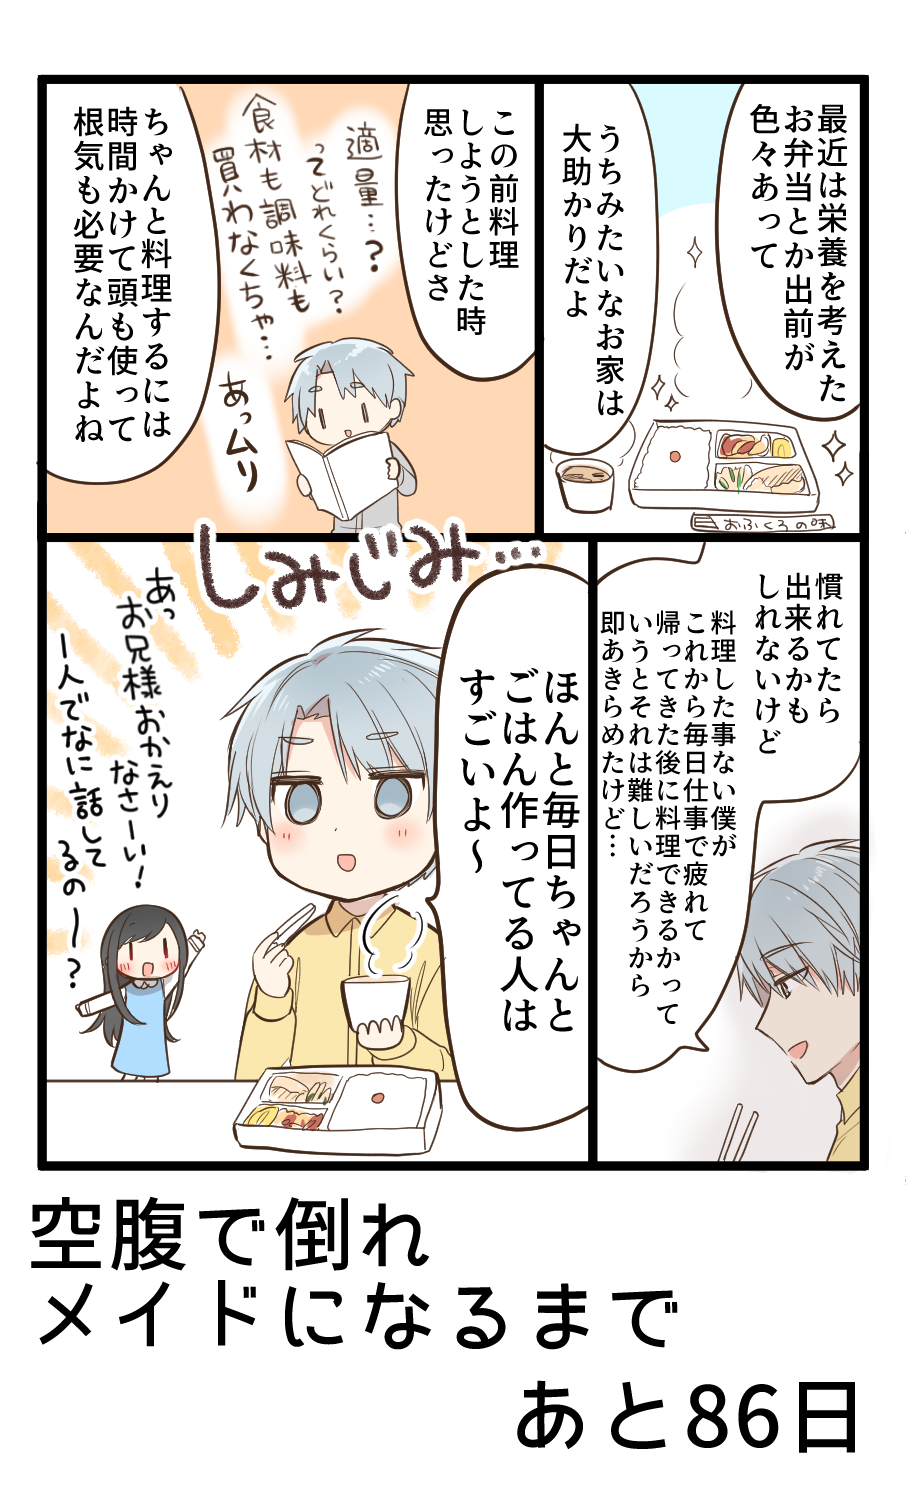 最近は栄養を考えた
お弁当とか出前が
色々あって
うちみたいなお家は
大助かりだよ
おふくろの味
この前料理
しようとした時
思ったけどさ
適量…?
ってどれくらい?
食材も調味料も
買わなくちゃ…
あっムリ
ちゃんと料理するには
時間かけて頭も使って
根気も必要なんだよね
慣れてたら
出来るかも
しれないけど
料理した事ない僕が
これから毎日仕事で疲れて
帰ってきた後に料理できるかって
いうとそれは難しいだろうから
即あきらめたけど…
しみじみ…
ほんと毎日ちゃんと
ごはん作ってる人は
すごいよ～
あっ
お兄様おかえり
なさーい!
一人でなに話して
るの〜?
空腹で倒れ
メイドになるまで
あと86日